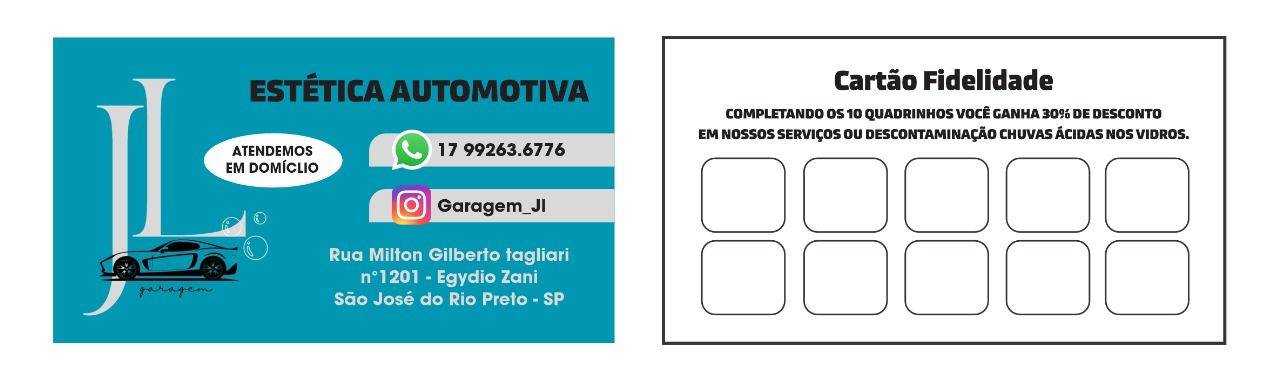 JL
garagem
ESTÉTICA AUTOMOTIVA
ATENDEMOS
EM DOMÍCLIO
17 99263.6776
Garagem_Jl
Rua Milton Gilberto tagliari
n°1201 - Egydio Zani
São José do Rio Preto - SP
Cartão Fidelidade
COMPLETANDO OS 10 QUADRINHOS VOCÊ GANHA 30% DE DESCONTO
EM NOSSOS SERVIÇOS OU DESCONTAMINAÇÃO CHUVAS ÁCIDAS NOS VIDROS.